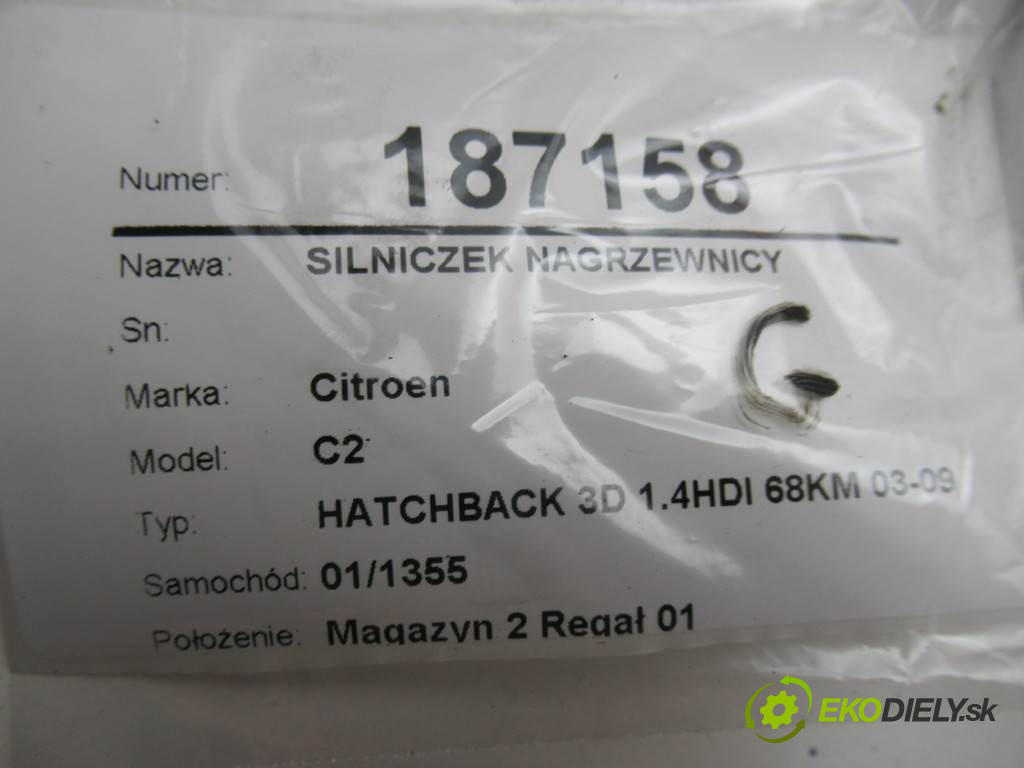 Numer: 187158
Nazwa: SILNICZEK NAGRZEWNICY
Sn:
G
Marka: Citroen
Model: C2
Typ: HATCHBACK 3D 1.4HDI 68KM 03-09
Samochód: 01/1355
Położenie: Magazyn 2 Regał 01
EKODIELY.sk